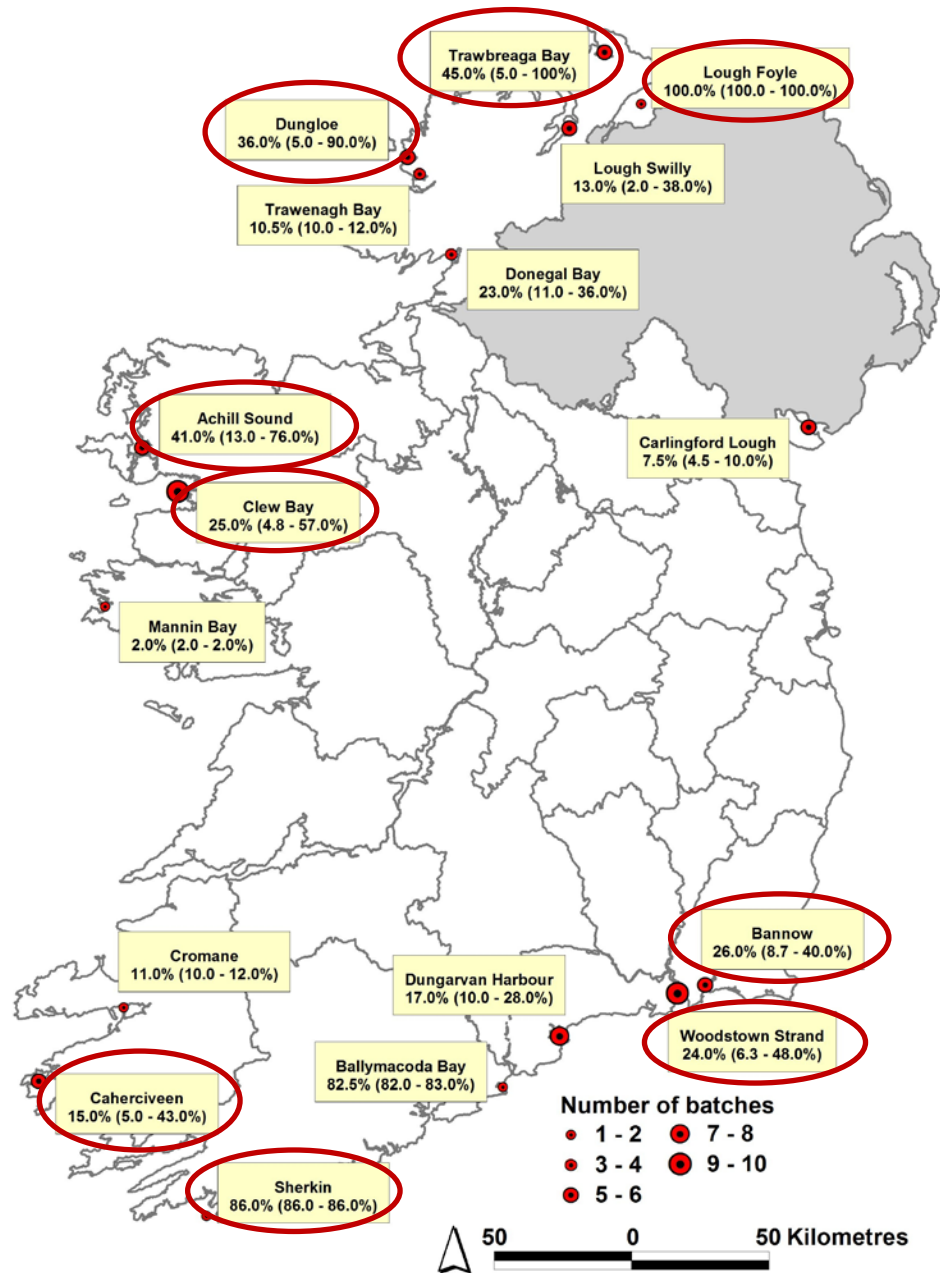 Trawbreaga Bay
45.0% (5.0 - 100%)
Lough Foyle
100.0% (100.0 - 100.0%)
Dungloe
36.0% (5.0 - 90.0%)
Lough Swilly
13.0% (2.0 - 38.0%)
Trawenagh Bay
10.5% (10.0 - 12.0%)
Donegal Bay
23.0% (11.0 - 36.0%)
Achill Sound
41.0% (13.0 - 76.0%)
Carlingford Lough
7.5% (4.5 - 10.0%)
Clew Bay
25.0% (4.8 - 57.0%)
Mannin Bay
2.0% (2.0 - 2.0%)
Bannow
26.0% (8.7 - 40.0%)
Cromane
11.0% (10.0 - 12.0%)
Dungarvan Harbour
17.0% (10.0 - 28.0%)
Woodstown Strand
24.0% (6.3 - 48.0%)
Ballymacoda Bay
82.5% (82.0 - 83.0%)
Caherciveen
15.0% (5.0 - 43.0%)
Sherkin
86.0% (86.0 - 86.0%)
Number of batches
1 - 2
7 - 8
3 - 4
9 - 10
5 - 6
50 0 50 Kilometres